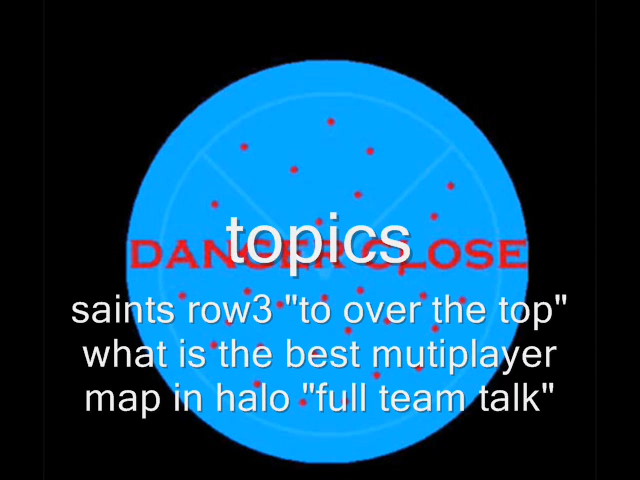 topics
DANGER CLOSE
saints row3 "to over the top"
what is the best mutiplayer
map in halo "full team talk"